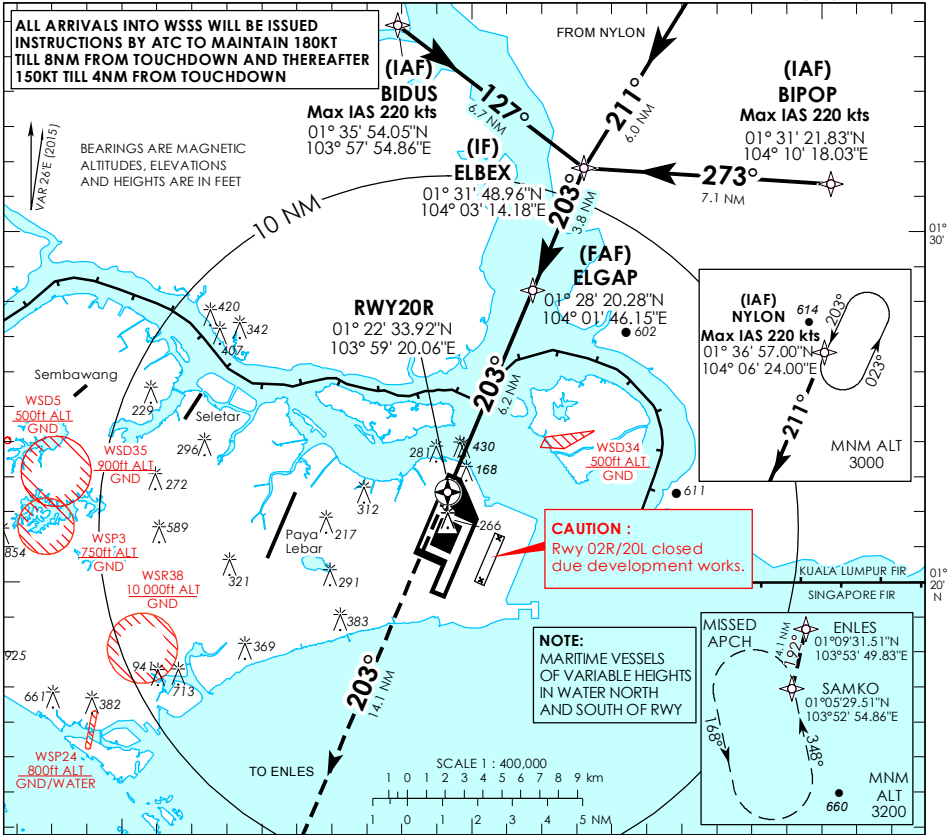 ALL ARRIVALS INTO WSSS WILL BE ISSUED
INSTRUCTIONS BY ATC TO MAINTAIN 180KT
TILL 8NM FROM TOUCHDOWN AND THEREAFTER
150KT TILL 4NM FROM TOUCHDOWN
FROM NYLON
(IAF)
BIDUS
Max IAS 220 kts
01° 35' 54.05"N
103° 57' 54.86"E
127°
6.7 NM
211°
6.0 NM
(IAF)
BIPOP
Max IAS 220 kts
01° 31' 21.83"N
104° 10' 18.03"E
VAR 26'E (2015)
BEARINGS ARE MAGNETIC
ALTITUDES, ELEVATIONS
AND HEIGHTS ARE IN FEET
(IF)
ELBEX
01° 31' 48.96"N
104° 03' 14.18"E
273°
7.1 NM
203°
3.8 NM
10 NM
01°
30'
(FAF)
ELGAP
01° 28' 20.28"N
104° 01' 46.15"E
602
RWY20R
01° 22' 33.92"N
103° 59' 20.06"E
(IAF)
NYLON
Max IAS 220 kts
01° 36' 57.00"N
104° 06' 24.00"E
614
203°
023°
211°
MNM ALT
3000
420
342
407
203°
6.2 NM
Sembawang
229
Seletar
296
WSD5
500ft ALT
GND
WSD35
900ft ALT
GND
272
281
430
168
WSD34
500ft ALT
GND
611
312
589
217
266
Paya
Lebar
854
WSP3
750ft ALT
GND
321
291
CAUTION :
Rwy 02R/20L closed
due development works.
KUALA LUMPUR FIR
SINGAPORE FIR
01°
20'
N
WSR38
10 000ft ALT
GND
383
369
925
941
713
661
382
203°
14.1 NM
NOTE:
MARITIME VESSELS
OF VARIABLE HEIGHTS
IN WATER NORTH
AND SOUTH OF RWY
MISSED
APCH
4.1 NM
192°
ENLES
01°09'31.51"N
103°53' 49.83"E
SAMKO
01°05'29.51"N
103°52' 54.86"E
168°
348°
660
MNM
ALT
3200
WSP24
800ft ALT
GND/WATER
TO ENLES
SCALE 1 : 400,000
1 0 1 2 3 4 5 6 7 8 9 km
1 0 1 2 3 4 5 NM